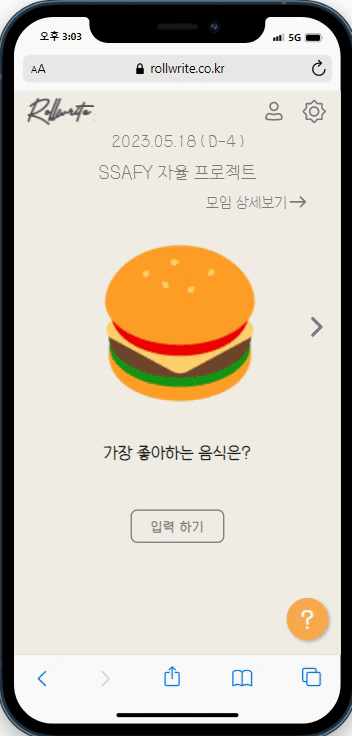 오후 3:03
5G
AA
rollwrite.co.kr
Rollwrite
2023.05.18 ( D-4 )
SSAFY 자율 프로젝트
모임 상세보기→
가장 좋아하는 음식은?
입력 하기
?